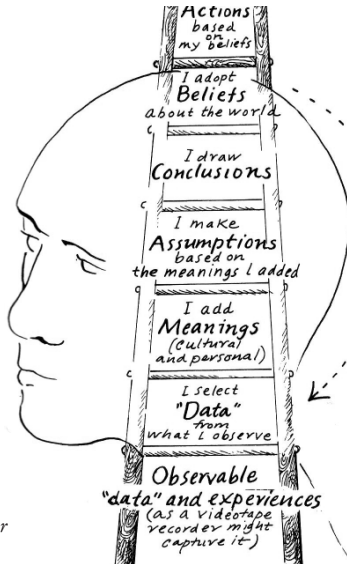 Actions
based
on
my beliefs
I adopt
Beliefs
about the world
I draw
Conclusions
I make
Assumptions
based on
the meanings I added
I add
Meanings
(cultural
and personal)
I select
"Data"
from
what I observe
Observable
"data" and experiences
(as a videotape
recorder might
capture it)
r